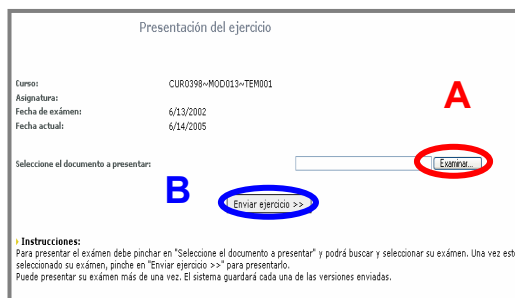 Presentación del ejercicio
Curso: CUR0398~MOD013~TEM001
Asignatura:
Fecha de exámen: 6/13/2002
Fecha actual: 6/14/2005
A
Seleccione el documento a presentar: Examinar...
B
Enviar ejercicio >>
Instrucciones:
Para presentar el exámen debe pinchar en "Seleccione el documento a presentar" y podrá buscar y seleccionar su exámen. Una vez esté
seleccionado su exámen, pinche en "Enviar ejercicio >>" para presentarlo.
Puede presentar su exámen más de una vez. El sistema guardará cada una de las versiones enviadas.